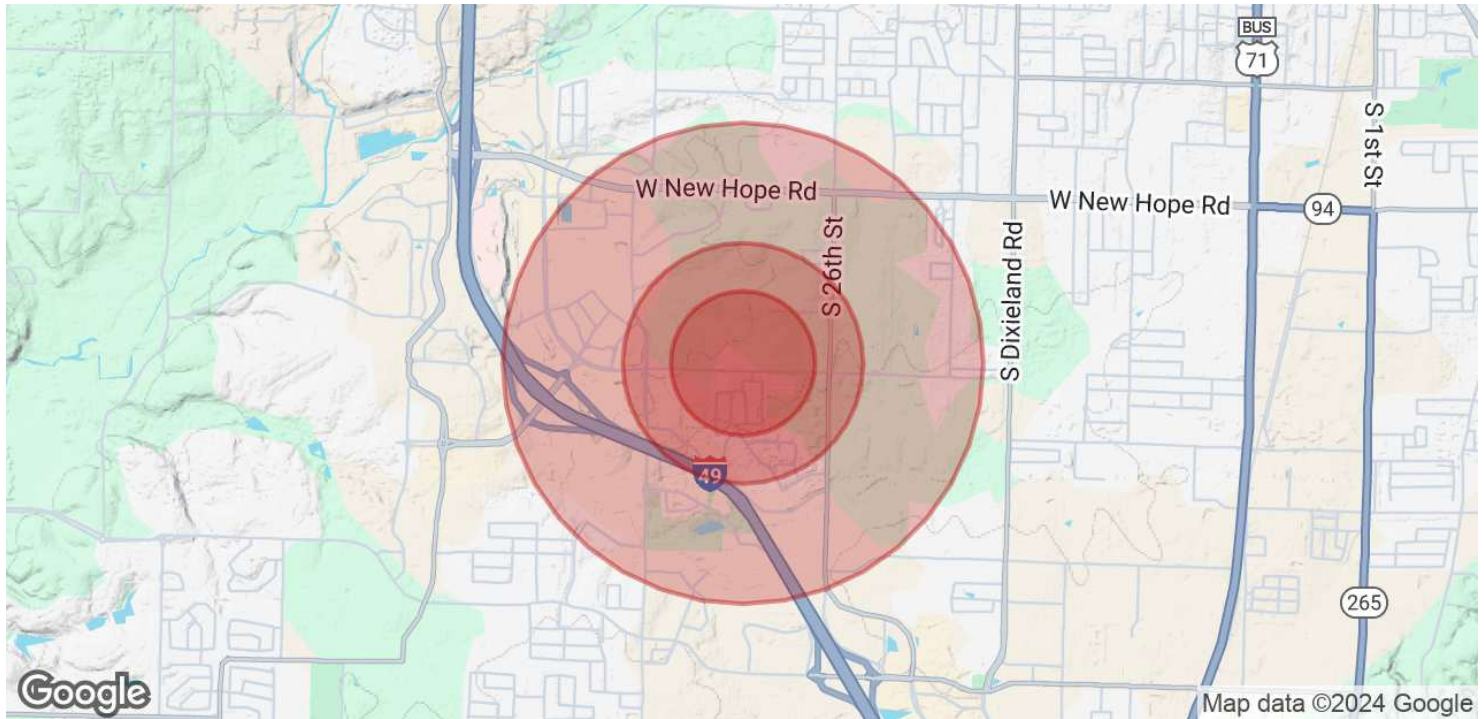 BUS
71
S 1st St
W New Hope Rd
W New Hope Rd
94
S 26th St
S Dixieland Rd
49
265
Google
Map data ©2024 Google